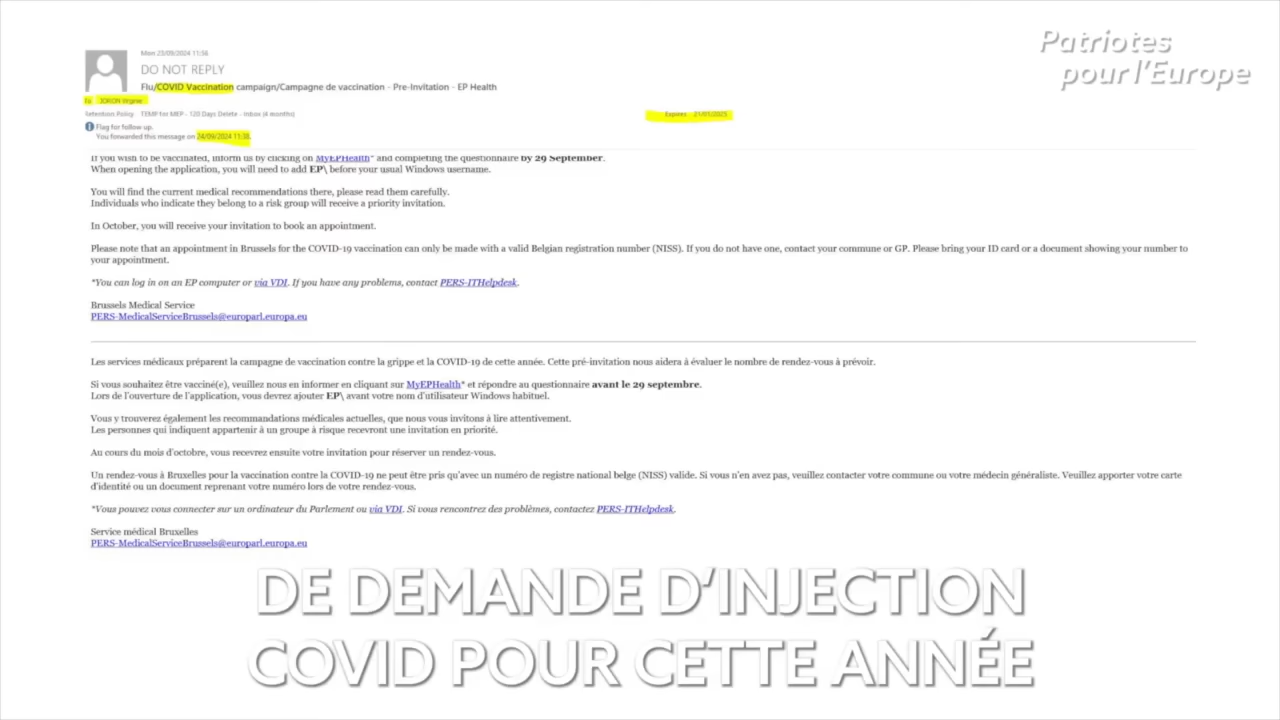 Patriotes
pour l'Europe
Mon 23/09/2024 11:56
DO NOT REPLY
Flu/COVID Vaccination campaign/Campagne de vaccination - Pre-Invitation - EP Health
To JORON Virginie
Retention Policy TEMP for MEP - 120 Days Delete - Inbox (4 months)
Expires 21/01/2025
Flag for follow up.
You forwarded this message on 24/09/2024 11:38.
If you wish to be vaccinated, inform us by clicking on MyEPHealth* and completing the questionnaire by 29 September.
When opening the application, you will need to add EP\ before your usual Windows username.
You will find the current medical recommendations there, please read them carefully.
Individuals who indicate they belong to a risk group will receive a priority invitation.
In October, you will receive your invitation to book an appointment.
Please note that an appointment in Brussels for the COVID-19 vaccination can only be made with a valid Belgian registration number (NISS). If you do not have one, contact your commune or GP. Please bring your ID card or a document showing your number to
your appointment.
*You can log in on an EP computer or via VDI. If you have any problems, contact PERS-ITHelpdesk.
Brussels Medical Service
PERS-MedicalServiceBrussels@europarl.europa.eu
Les services médicaux préparent la campagne de vaccination contre la grippe et la COVID-19 de cette année. Cette pré-invitation nous aidera à évaluer le nombre de rendez-vous à prévoir.
Si vous souhaitez être vacciné(e), veuillez nous en informer en cliquant sur MyEPHealth* et répondre au questionnaire avant le 29 septembre.
Lors de l'ouverture de l'application, vous devrez ajouter EP\ avant votre nom d'utilisateur Windows habituel.
Vous y trouverez également les recommandations médicales actuelles, que nous vous invitons à lire attentivement.
Les personnes qui indiquent appartenir à un groupe à risque recevront une invitation en priorité.
Au cours du mois d'octobre, vous recevrez ensuite votre invitation pour réserver un rendez-vous.
Un rendez-vous à Bruxelles pour la vaccination contre la COVID-19 ne peut être pris qu'avec un numéro de registre national belge (NISS) valide. Si vous n'en avez pas, veuillez contacter votre commune ou votre médecin généraliste. Veuillez apporter votre carte
d'identité ou un document reprenant votre numéro lors de votre rendez-vous.
*Vous pouvez vous connecter sur un ordinateur du Parlement ou via VDI. Si vous rencontrez des problèmes, contactez PERS-ITHelpdesk.
Service médical Bruxelles
PERS-MedicalServiceBrussels@europarl.europa.eu
DE DEMANDE D'INJECTION
COVID POUR CETTE ANNÉE